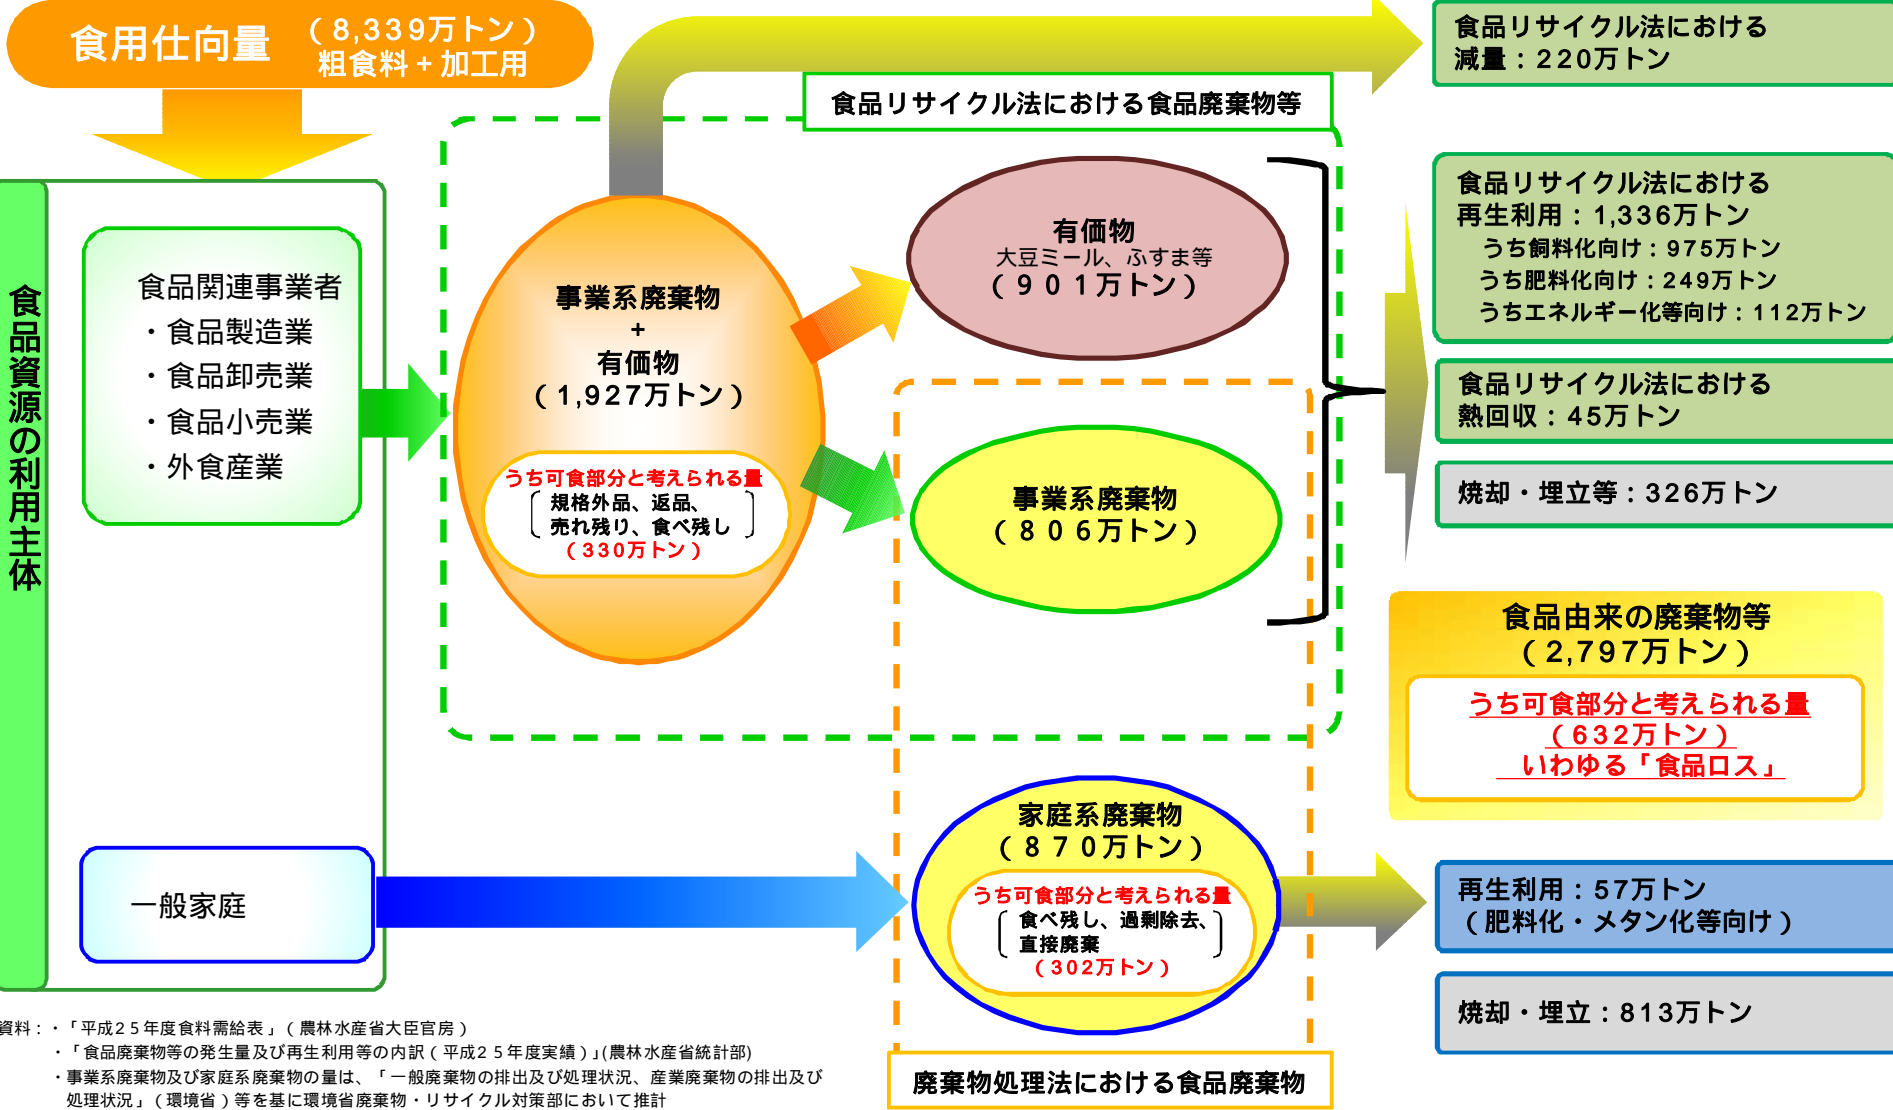 食用仕向量
（8,339万トン）
粗食料＋加工用
食品資源の利用主体
食品関連事業者
・食品製造業
・食品卸売業
・食品小売業
・外食産業
一般家庭
食品リサイクル法における食品廃棄物等
事業系廃棄物
+
有価物
（1,927万トン）
うち可食部分と考えられる量
規格外品、返品、
売れ残り、食べ残し
（330万トン）
有価物
大豆ミール、ふすま等
（９０１万トン）
事業系廃棄物
（８０６万トン）
家庭系廃棄物
（８７０万トン）
うち可食部分と考えられる量
食べ残し、過剰除去、
直接廃棄
（302万トン）
廃棄物処理法における食品廃棄物
食品リサイクル法における
減量：220万トン
食品リサイクル法における
再生利用：1,336万トン
うち飼料化向け：975万トン
うち肥料化向け：249万トン
うちエネルギー化等向け：112万トン
食品リサイクル法における
熱回収：45万トン
焼却・埋立等：326万トン
食品由来の廃棄物等
（2,797万トン）
うち可食部分と考えられる量
（632万トン）
いわゆる「食品ロス」
再生利用：57万トン
（肥料化・メタン化等向け）
焼却・埋立：813万トン
資料：・「平成２５年度食料需給表」（農林水産省大臣官房）
・「食品廃棄物等の発生量及び再生利用等の内訳（平成２５年度実績）」(農林水産省統計部)
・事業系廃棄物及び家庭系廃棄物の量は、「一般廃棄物の排出及び処理状況、産業廃棄物の排出及び
処理状況」（環境省）等を基に環境省廃棄物・リサイクル対策部において推計